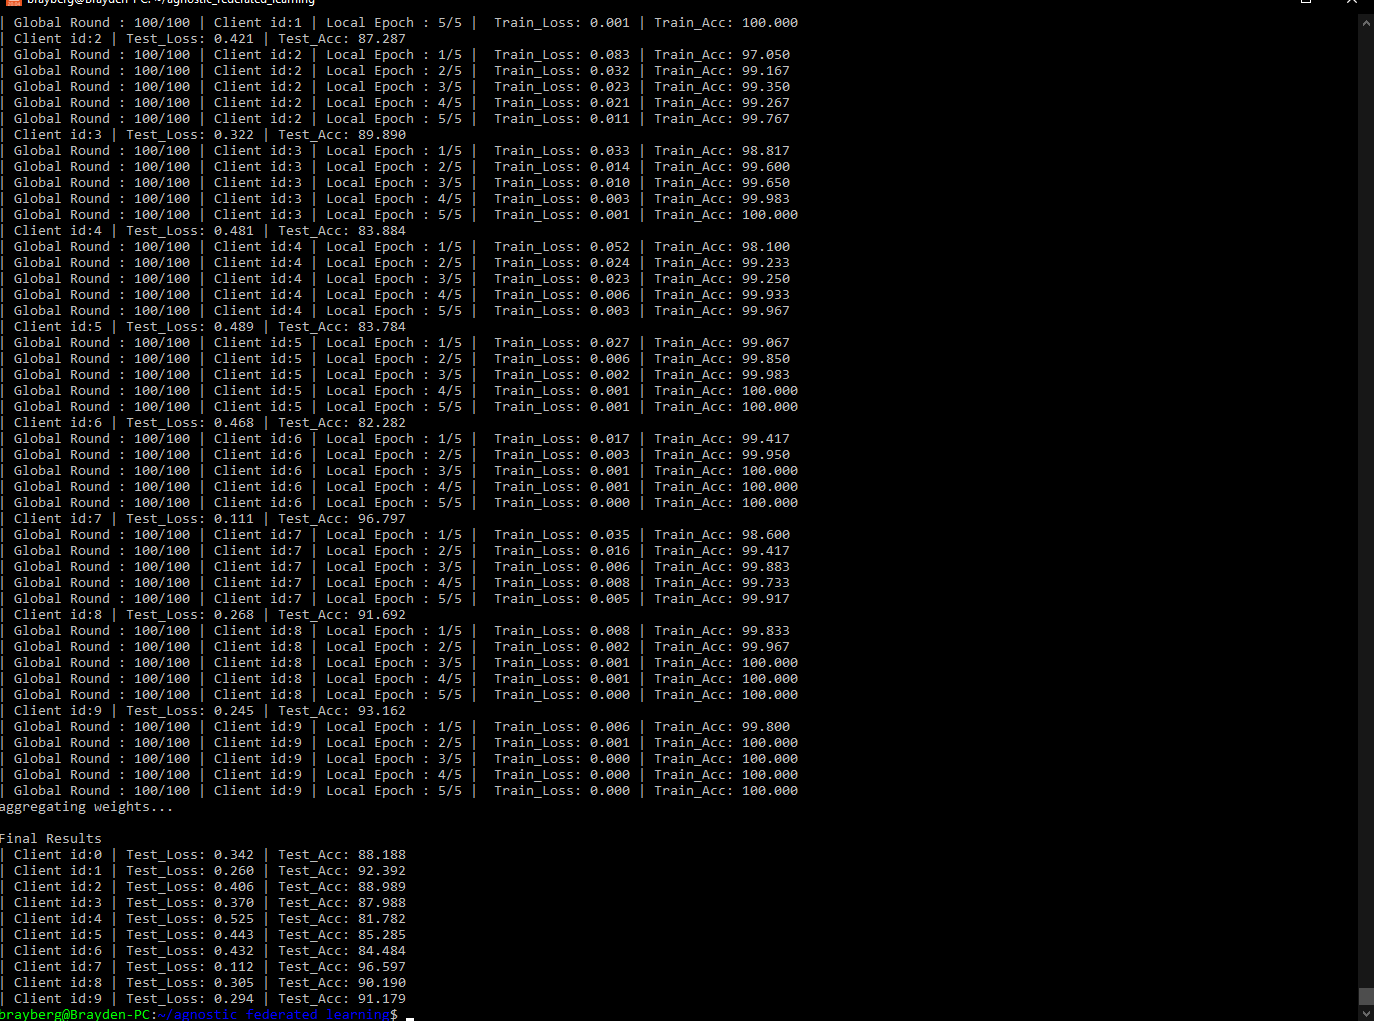 brayberg@Brayden-PC: ~/agnostic_federated_learning
| Global Round : 100/100 | Client id:1 | Local Epoch : 5/5 |  Train_Loss: 0.001 | Train_Acc: 100.000
| Client id:2 | Test_Loss: 0.421 | Test_Acc: 87.287
| Global Round : 100/100 | Client id:2 | Local Epoch : 1/5 |  Train_Loss: 0.083 | Train_Acc: 97.050
| Global Round : 100/100 | Client id:2 | Local Epoch : 2/5 |  Train_Loss: 0.032 | Train_Acc: 99.167
| Global Round : 100/100 | Client id:2 | Local Epoch : 3/5 |  Train_Loss: 0.023 | Train_Acc: 99.350
| Global Round : 100/100 | Client id:2 | Local Epoch : 4/5 |  Train_Loss: 0.021 | Train_Acc: 99.267
| Global Round : 100/100 | Client id:2 | Local Epoch : 5/5 |  Train_Loss: 0.011 | Train_Acc: 99.767
| Client id:3 | Test_Loss: 0.322 | Test_Acc: 89.890
| Global Round : 100/100 | Client id:3 | Local Epoch : 1/5 |  Train_Loss: 0.033 | Train_Acc: 98.817
| Global Round : 100/100 | Client id:3 | Local Epoch : 2/5 |  Train_Loss: 0.014 | Train_Acc: 99.600
| Global Round : 100/100 | Client id:3 | Local Epoch : 3/5 |  Train_Loss: 0.010 | Train_Acc: 99.650
| Global Round : 100/100 | Client id:3 | Local Epoch : 4/5 |  Train_Loss: 0.003 | Train_Acc: 99.983
| Global Round : 100/100 | Client id:3 | Local Epoch : 5/5 |  Train_Loss: 0.001 | Train_Acc: 100.000
| Client id:4 | Test_Loss: 0.481 | Test_Acc: 83.884
| Global Round : 100/100 | Client id:4 | Local Epoch : 1/5 |  Train_Loss: 0.052 | Train_Acc: 98.100
| Global Round : 100/100 | Client id:4 | Local Epoch : 2/5 |  Train_Loss: 0.024 | Train_Acc: 99.233
| Global Round : 100/100 | Client id:4 | Local Epoch : 3/5 |  Train_Loss: 0.023 | Train_Acc: 99.250
| Global Round : 100/100 | Client id:4 | Local Epoch : 4/5 |  Train_Loss: 0.006 | Train_Acc: 99.933
| Global Round : 100/100 | Client id:4 | Local Epoch : 5/5 |  Train_Loss: 0.003 | Train_Acc: 99.967
| Client id:5 | Test_Loss: 0.489 | Test_Acc: 83.784
| Global Round : 100/100 | Client id:5 | Local Epoch : 1/5 |  Train_Loss: 0.027 | Train_Acc: 99.067
| Global Round : 100/100 | Client id:5 | Local Epoch : 2/5 |  Train_Loss: 0.006 | Train_Acc: 99.850
| Global Round : 100/100 | Client id:5 | Local Epoch : 3/5 |  Train_Loss: 0.002 | Train_Acc: 99.983
| Global Round : 100/100 | Client id:5 | Local Epoch : 4/5 |  Train_Loss: 0.001 | Train_Acc: 100.000
| Global Round : 100/100 | Client id:5 | Local Epoch : 5/5 |  Train_Loss: 0.001 | Train_Acc: 100.000
| Client id:6 | Test_Loss: 0.468 | Test_Acc: 82.282
| Global Round : 100/100 | Client id:6 | Local Epoch : 1/5 |  Train_Loss: 0.017 | Train_Acc: 99.417
| Global Round : 100/100 | Client id:6 | Local Epoch : 2/5 |  Train_Loss: 0.003 | Train_Acc: 99.950
| Global Round : 100/100 | Client id:6 | Local Epoch : 3/5 |  Train_Loss: 0.001 | Train_Acc: 100.000
| Global Round : 100/100 | Client id:6 | Local Epoch : 4/5 |  Train_Loss: 0.001 | Train_Acc: 100.000
| Global Round : 100/100 | Client id:6 | Local Epoch : 5/5 |  Train_Loss: 0.000 | Train_Acc: 100.000
| Client id:7 | Test_Loss: 0.111 | Test_Acc: 96.797
| Global Round : 100/100 | Client id:7 | Local Epoch : 1/5 |  Train_Loss: 0.035 | Train_Acc: 98.600
| Global Round : 100/100 | Client id:7 | Local Epoch : 2/5 |  Train_Loss: 0.016 | Train_Acc: 99.417
| Global Round : 100/100 | Client id:7 | Local Epoch : 3/5 |  Train_Loss: 0.006 | Train_Acc: 99.883
| Global Round : 100/100 | Client id:7 | Local Epoch : 4/5 |  Train_Loss: 0.008 | Train_Acc: 99.733
| Global Round : 100/100 | Client id:7 | Local Epoch : 5/5 |  Train_Loss: 0.005 | Train_Acc: 99.917
| Client id:8 | Test_Loss: 0.268 | Test_Acc: 91.692
| Global Round : 100/100 | Client id:8 | Local Epoch : 1/5 |  Train_Loss: 0.008 | Train_Acc: 99.833
| Global Round : 100/100 | Client id:8 | Local Epoch : 2/5 |  Train_Loss: 0.002 | Train_Acc: 99.967
| Global Round : 100/100 | Client id:8 | Local Epoch : 3/5 |  Train_Loss: 0.001 | Train_Acc: 100.000
| Global Round : 100/100 | Client id:8 | Local Epoch : 4/5 |  Train_Loss: 0.001 | Train_Acc: 100.000
| Global Round : 100/100 | Client id:8 | Local Epoch : 5/5 |  Train_Loss: 0.000 | Train_Acc: 100.000
| Client id:9 | Test_Loss: 0.245 | Test_Acc: 93.162
| Global Round : 100/100 | Client id:9 | Local Epoch : 1/5 |  Train_Loss: 0.006 | Train_Acc: 99.800
| Global Round : 100/100 | Client id:9 | Local Epoch : 2/5 |  Train_Loss: 0.001 | Train_Acc: 100.000
| Global Round : 100/100 | Client id:9 | Local Epoch : 3/5 |  Train_Loss: 0.000 | Train_Acc: 100.000
| Global Round : 100/100 | Client id:9 | Local Epoch : 4/5 |  Train_Loss: 0.000 | Train_Acc: 100.000
| Global Round : 100/100 | Client id:9 | Local Epoch : 5/5 |  Train_Loss: 0.000 | Train_Acc: 100.000
aggregating weights...
Final Results
| Client id:0 | Test_Loss: 0.342 | Test_Acc: 88.188
| Client id:1 | Test_Loss: 0.260 | Test_Acc: 92.392
| Client id:2 | Test_Loss: 0.406 | Test_Acc: 88.989
| Client id:3 | Test_Loss: 0.370 | Test_Acc: 87.988
| Client id:4 | Test_Loss: 0.525 | Test_Acc: 81.782
| Client id:5 | Test_Loss: 0.443 | Test_Acc: 85.285
| Client id:6 | Test_Loss: 0.432 | Test_Acc: 84.484
| Client id:7 | Test_Loss: 0.112 | Test_Acc: 96.597
| Client id:8 | Test_Loss: 0.305 | Test_Acc: 90.190
| Client id:9 | Test_Loss: 0.294 | Test_Acc: 91.179
brayberg@Brayden-PC:~/agnostic_federated_learning$